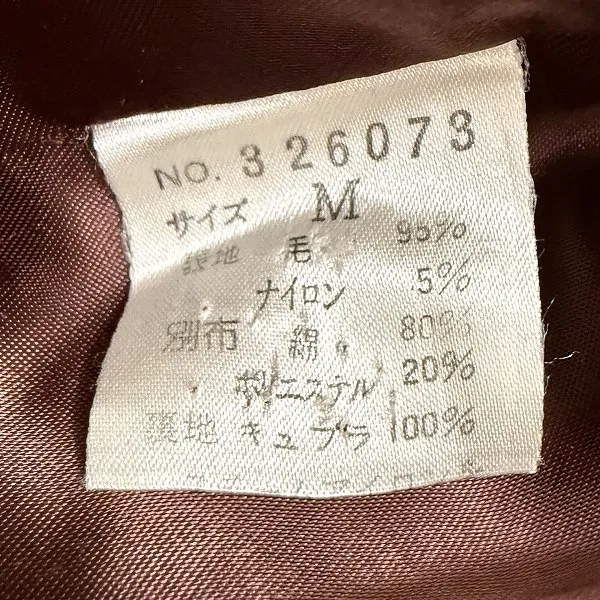 NO. 326073
サイズ M
表地 毛 95%
ナイロン 5%
別布 綿 80%
ポリエステル 20%
裏地 キュプラ 100%